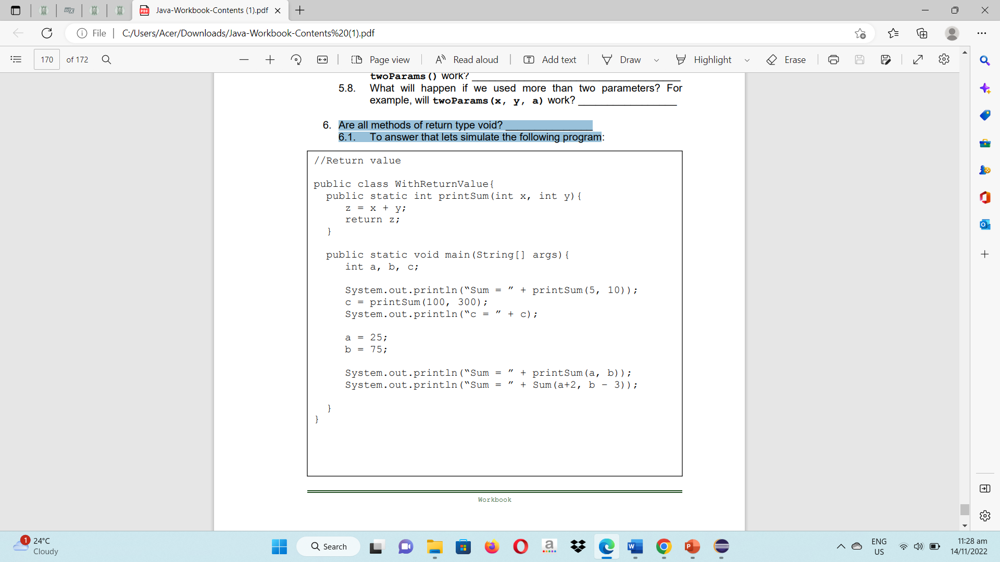 Java-Workbook-Contents (1).pdf
File
C:/Users/Acer/Downloads/Java-Workbook-Contents%20(1).pdf
170 of 172
Page view
Read aloud
Add text
Draw
Highlight
Erase
twoParams() work? ____________________
5.8. What will happen if we used more than two parameters? For
example, will twoParams(x, y, a) work? ____________________
6. Are all methods of return type void? _______________
6.1. To answer that lets simulate the following program:
//Return value
public class WithReturnValue{
public static int printSum(int x, int y){
z = x + y;
return z;
}
public static void main(String[] args){
int a, b, c;
System.out.println(“Sum = ” + printSum(5, 10));
c = printSum(100, 300);
System.out.println(“c = ” + c);
a = 25;
b = 75;
System.out.println(“Sum = ” + printSum(a, b));
System.out.println(“Sum = ” + Sum(a+2, b – 3));
}
}
Workbook
1
24°C
Cloudy
Search
ENG
US
11:28 am
14/11/2022